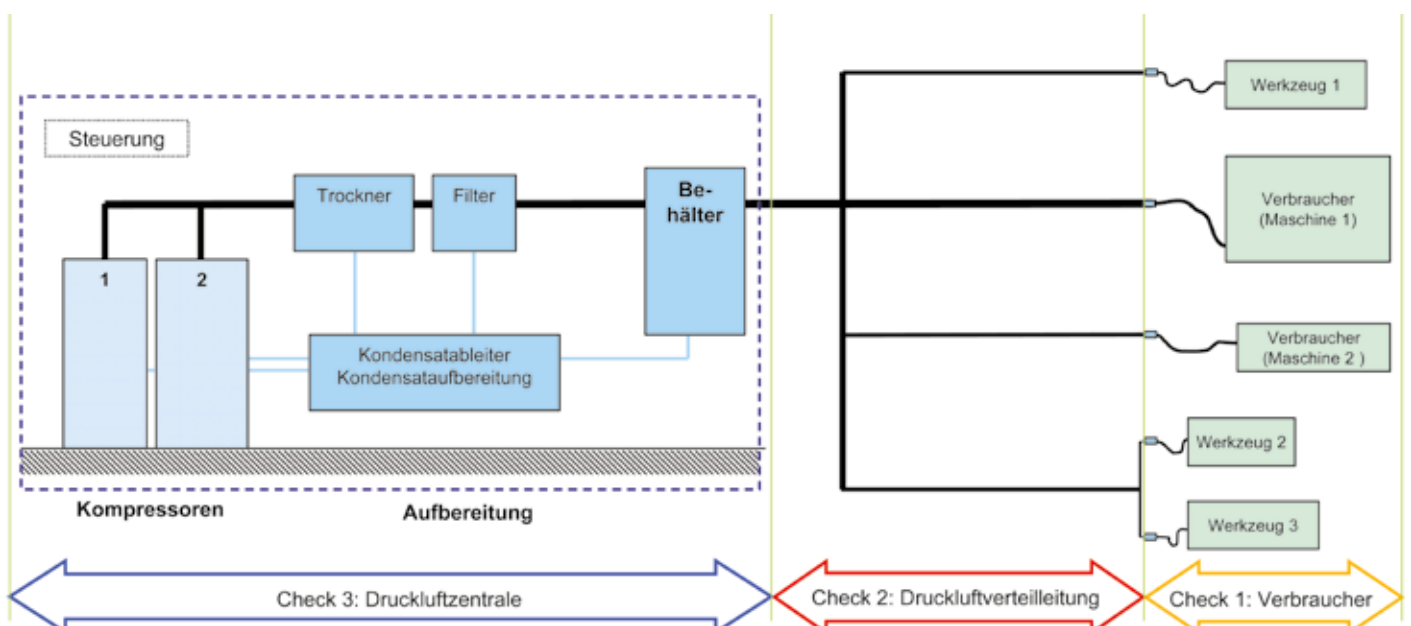 Steuerung
Trockner
Filter
Be-
hälter
1
2
Kondensatableiter
Kondensataufbereitung
Kompressoren
Aufbereitung
Werkzeug 1
Verbraucher
(Maschine 1)
Verbraucher
(Maschine 2 )
Werkzeug 2
Werkzeug 3
Check 3: Druckluftzentrale
Check 2: Druckluftverteilleitung
Check 1: Verbraucher